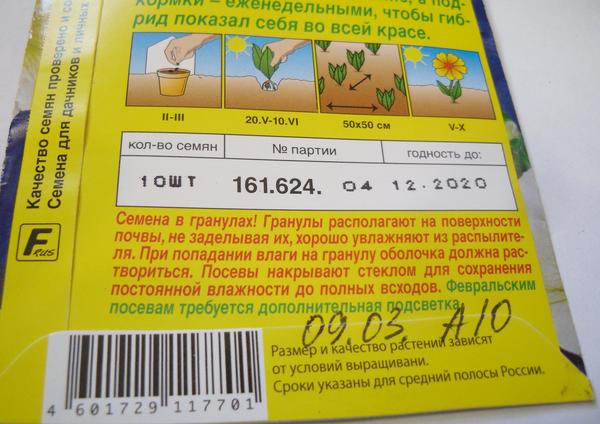 а под-
кормки – еженедельными, чтобы гиб-
рид показал себя во всей красе.
II-III
20.V-10.VI
50x50 см
V-X
Качество семян проверено и со
Семена для дачников и личных
F RUS
кол-во семян
№ партии
годность до:
10ШТ
161.624.
04
12.2020
Семена в гранулах! Гранулы располагают на поверхности
почвы, не заделывая их, хорошо увлажняют из распылите-
ля. При попадании влаги на гранулу оболочка должна рас-
твориться. Посевы накрывают стеклом для сохранения
постоянной влажности до полных всходов. Февральским
посевам требуется дополнительная подсветка.
09.03. А/О
Размер и качество растений зависят
от условий выращивани.
Сроки указаны для средней полосы России.
4 601729 117701